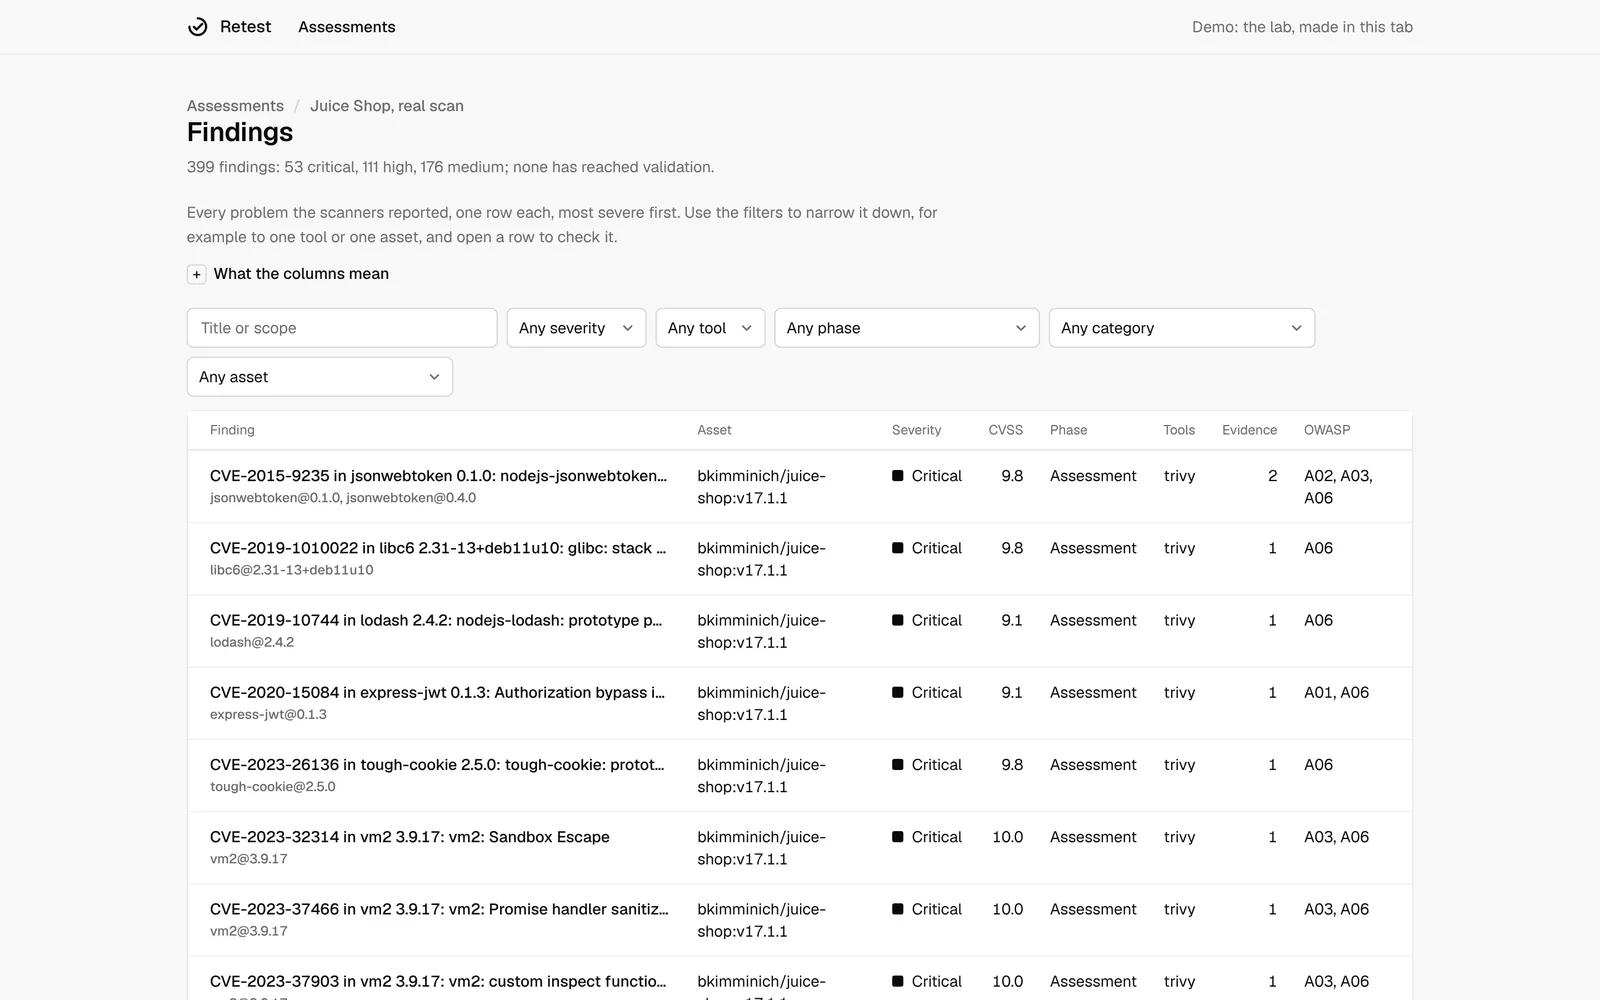 Retest
Assessments
Demo: the lab, made in this tab
Assessments / Juice Shop, real scan
Findings
399 findings: 53 critical, 111 high, 176 medium; none has reached validation.
Every problem the scanners reported, one row each, most severe first. Use the filters to narrow it down, for
example to one tool or one asset, and open a row to check it.
+ What the columns mean
Title or scope
Any severity
Any tool
Any phase
Any category
Any asset
Finding Asset Severity CVSS Phase Tools Evidence OWASP
CVE-2015-9235 in jsonwebtoken 0.1.0: nodejs-jsonwebtoken... bkimminich/juice- Critical 9.8 Assessment trivy 2 A02, A03,
jsonwebtoken@0.1.0, jsonwebtoken@0.4.0 shop:v17.1.1 A06
CVE-2019-1010022 in libc6 2.31-13+deb11u10: glibc: stack ... bkimminich/juice- Critical 9.8 Assessment trivy 1 A06
libc6@2.31-13+deb11u10 shop:v17.1.1
CVE-2019-10744 in lodash 2.4.2: nodejs-lodash: prototype p... bkimminich/juice- Critical 9.1 Assessment trivy 1 A06
lodash@2.4.2 shop:v17.1.1
CVE-2020-15084 in express-jwt 0.1.3: Authorization bypass i... bkimminich/juice- Critical 9.1 Assessment trivy 1 A01, A06
express-jwt@0.1.3 shop:v17.1.1
CVE-2023-26136 in tough-cookie 2.5.0: tough-cookie: protot... bkimminich/juice- Critical 9.8 Assessment trivy 1 A06
tough-cookie@2.5.0 shop:v17.1.1
CVE-2023-32314 in vm2 3.9.17: vm2: Sandbox Escape bkimminich/juice- Critical 10.0 Assessment trivy 1 A03, A06
vm2@3.9.17 shop:v17.1.1
CVE-2023-37466 in vm2 3.9.17: vm2: Promise handler sanitiz... bkimminich/juice- Critical 10.0 Assessment trivy 1 A03, A06
vm2@3.9.17 shop:v17.1.1
CVE-2023-37903 in vm2 3.9.17: vm2: custom inspect functio... bkimminich/juice- Critical 10.0 Assessment trivy 1 A03, A06